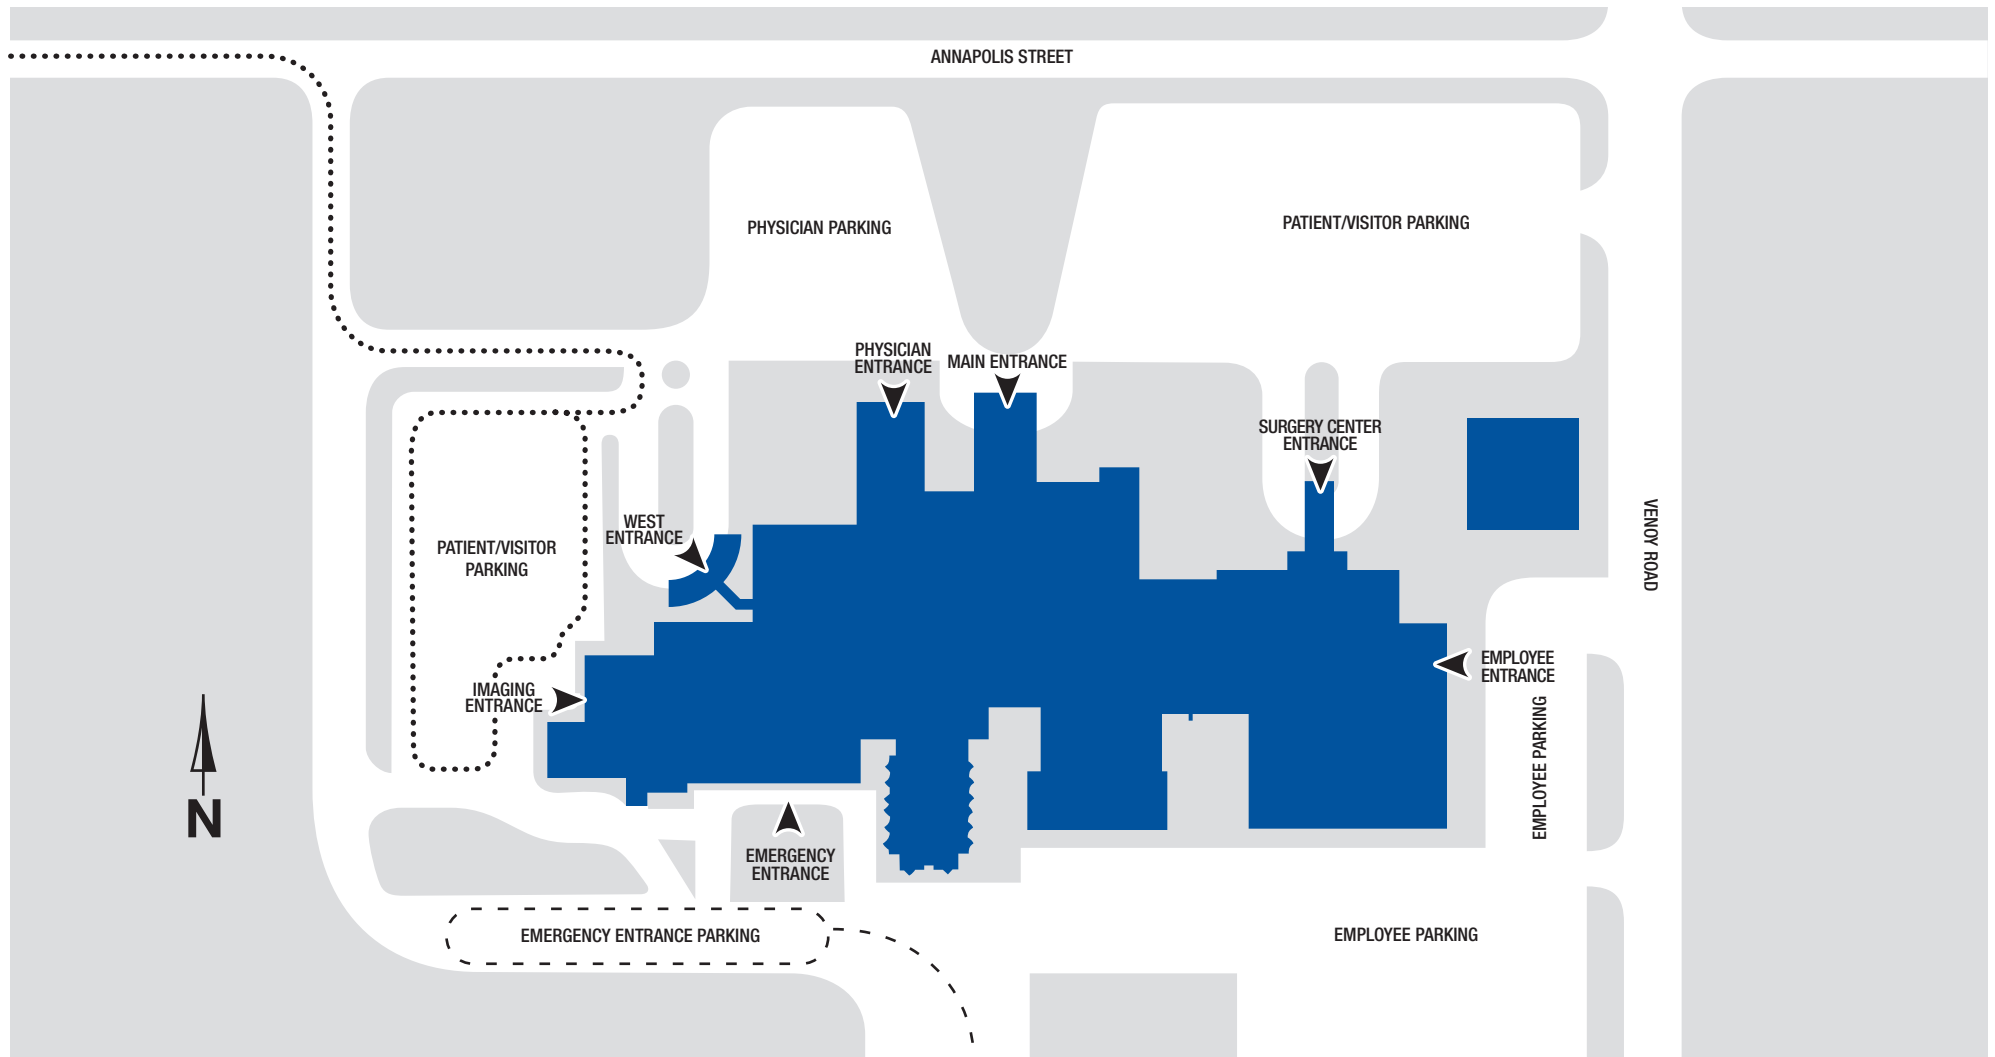 ANNAPOLIS STREET
PHYSICIAN PARKING
PATIENT/VISITOR PARKING
PHYSICIAN
ENTRANCE
MAIN ENTRANCE
SURGERY CENTER
ENTRANCE
WEST
ENTRANCE
PATIENT/VISITOR
PARKING
VENOY ROAD
IMAGING
ENTRANCE
EMPLOYEE
ENTRANCE
EMPLOYEE PARKING
N
EMERGENCY
ENTRANCE
EMERGENCY ENTRANCE PARKING
EMPLOYEE PARKING